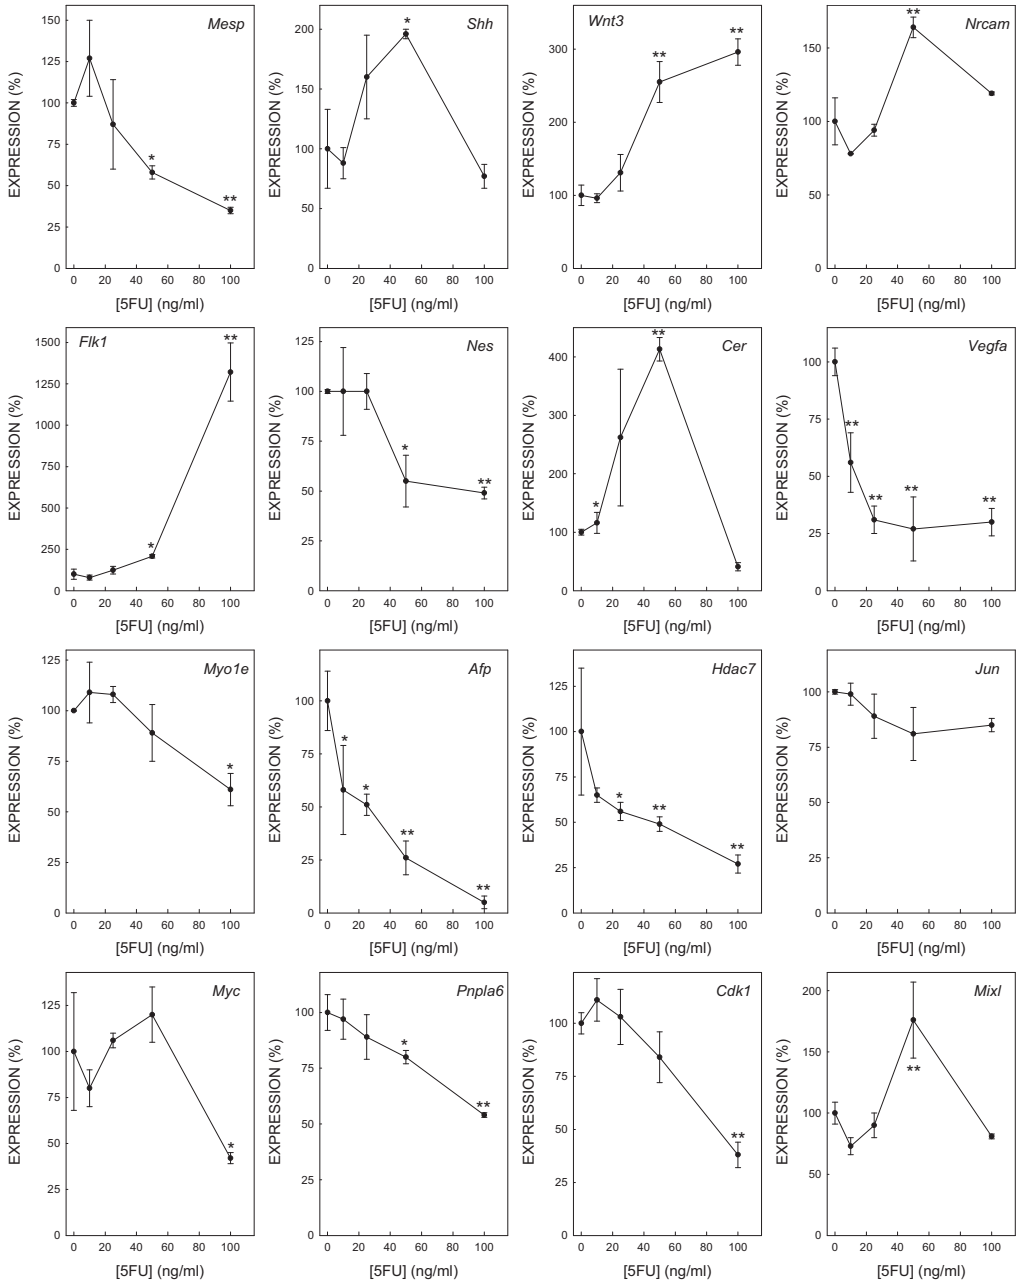 Mesp
EXPRESSION (%)
150
125
100
75
50
25
0
0 20 40 60 80 100
[5FU] (ng/ml)
*
**
Shh
EXPRESSION (%)
200
150
100
50
0
0 20 40 60 80 100
[5FU] (ng/ml)
*
Wnt3
EXPRESSION (%)
300
200
100
0
0 20 40 60 80 100
[5FU] (ng/ml)
**
**
Nrcam
EXPRESSION (%)
150
100
50
0
0 20 40 60 80 100
[5FU] (ng/ml)
**
Flk1
EXPRESSION (%)
1500
1250
1000
750
500
250
0
0 20 40 60 80 100
[5FU] (ng/ml)
*
**
Nes
EXPRESSION (%)
125
100
75
50
25
0
0 20 40 60 80 100
[5FU] (ng/ml)
*
**
Cer
EXPRESSION (%)
400
300
200
100
0
0 20 40 60 80 100
[5FU] (ng/ml)
*
**
Vegfa
EXPRESSION (%)
100
75
50
25
0
0 20 40 60 80 100
[5FU] (ng/ml)
**
**
**
**
Myo1e
EXPRESSION (%)
125
100
75
50
25
0
0 20 40 60 80 100
[5FU] (ng/ml)
*
Afp
EXPRESSION (%)
100
75
50
25
0
0 20 40 60 80 100
[5FU] (ng/ml)
*
*
**
**
Hdac7
EXPRESSION (%)
125
100
75
50
25
0
0 20 40 60 80 100
[5FU] (ng/ml)
*
**
**
Jun
EXPRESSION (%)
100
75
50
25
0
0 20 40 60 80 100
[5FU] (ng/ml)
Myc
EXPRESSION (%)
125
100
75
50
25
0
0 20 40 60 80 100
[5FU] (ng/ml)
*
Pnpla6
EXPRESSION (%)
100
75
50
25
0
0 20 40 60 80 100
[5FU] (ng/ml)
*
**
Cdk1
EXPRESSION (%)
100
75
50
25
0
0 20 40 60 80 100
[5FU] (ng/ml)
**
Mixl
EXPRESSION (%)
200
150
100
50
0
0 20 40 60 80 100
[5FU] (ng/ml)
**